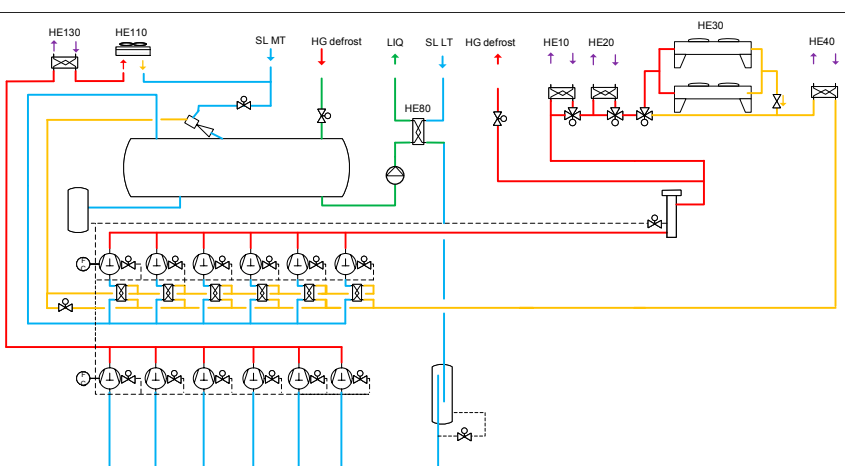 HE130
HE110
SL MT
HG defrost
LIQ
SL LT
HG defrost
HE10
HE20
HE30
HE40
HE80
F
C
F
C